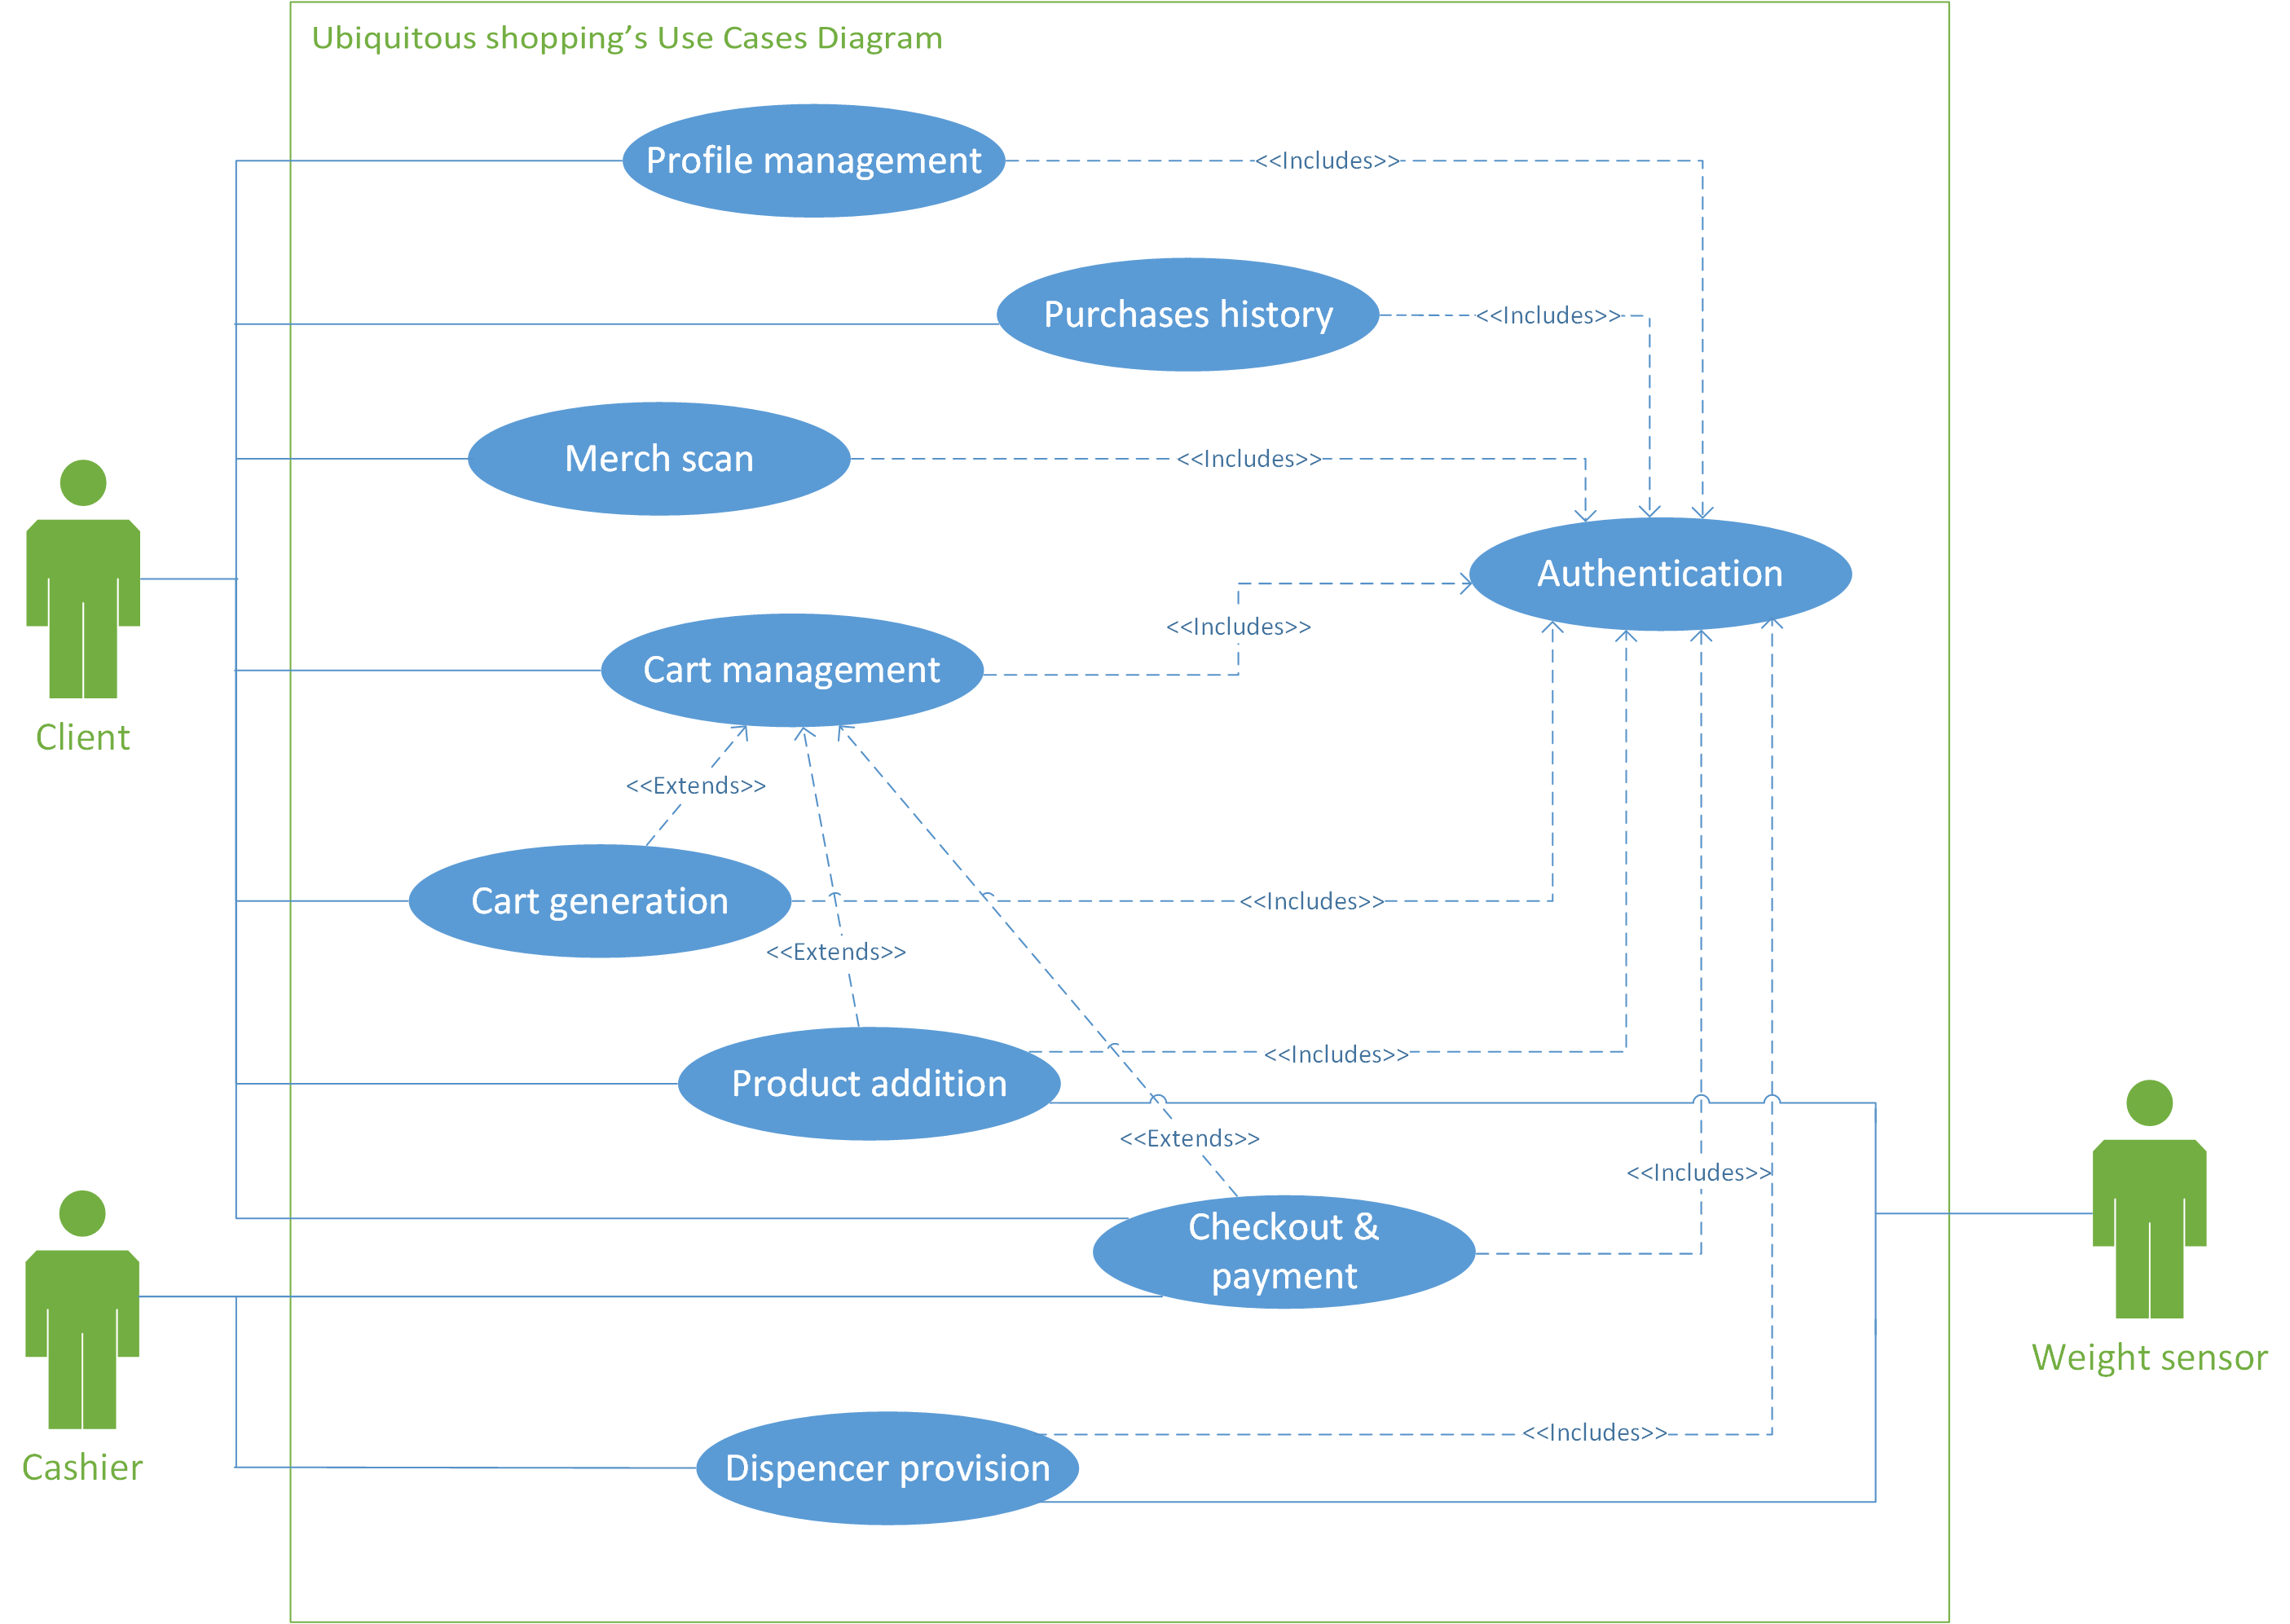 Ubiquitous shopping’s Use Cases Diagram
Profile management
<<Includes>>
Purchases history
<<Includes>>
Merch scan
<<Includes>>
Authentication
<<Includes>>
Cart management
Client
<<Extends>>
Cart generation
<<Includes>>
<<Extends>>
<<Includes>>
Product addition
<<Extends>>
<<Includes>>
Checkout &
payment
Weight sensor
<<Includes>>
Cashier
Dispencer provision